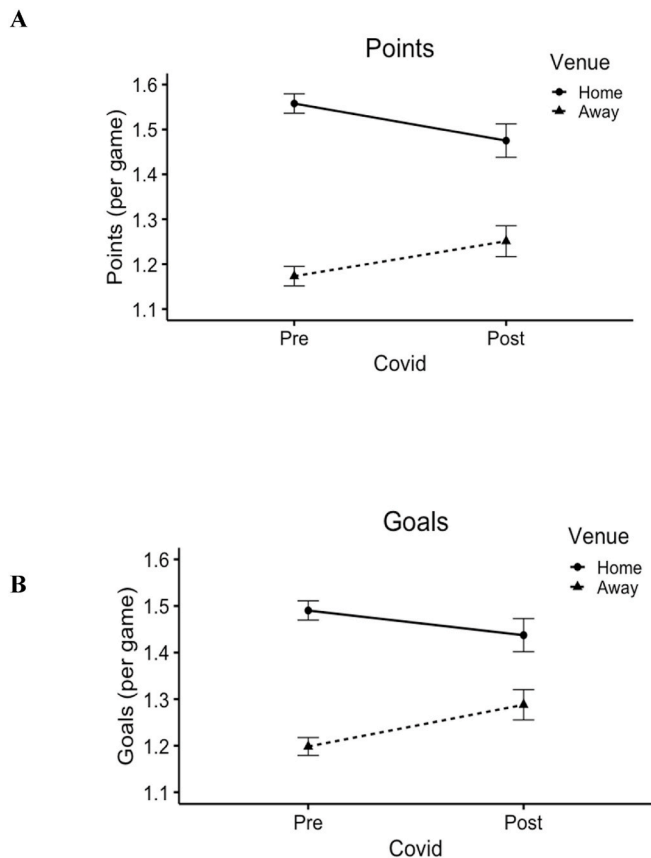 A
Points
Venue
Home
Away
Points (per game)
1.6
1.5
1.4
1.3
1.2
1.1
Pre
Post
Covid
B
Goals
Venue
Home
Away
Goals (per game)
1.6
1.5
1.4
1.3
1.2
1.1
Pre
Post
Covid